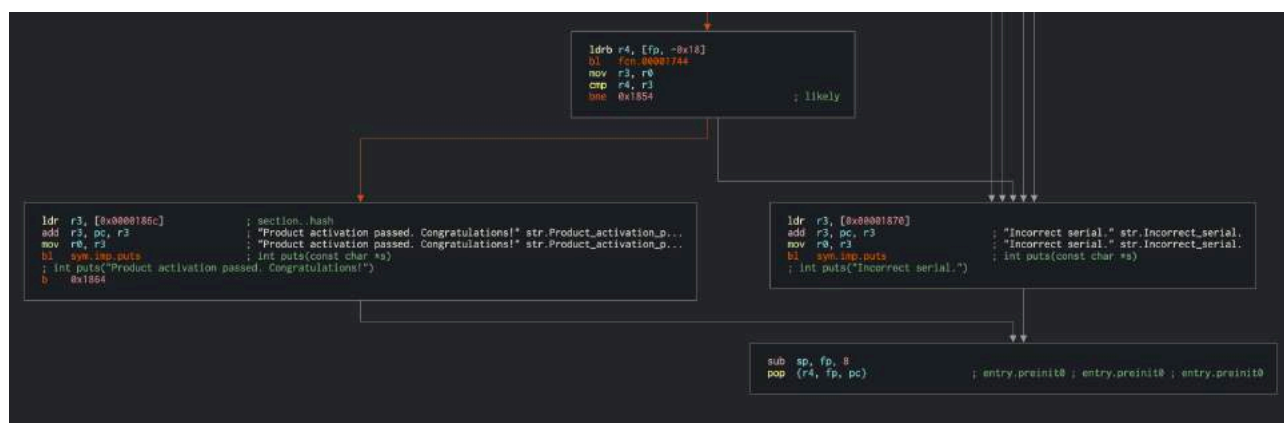 ldrb r4, [fp, -0x18]
bl fcn.00001744
mov r3, r0
cmp r4, r3
bne 0x1854 ; likely
ldr r3, [0x0000186c] ; section..hash
add r3, pc, r3 ; "Product activation passed. Congratulations!" str.Product_activation_p...
mov r0, r3 ; "Product activation passed. Congratulations!" str.Product_activation_p...
bl sym.imp.puts ; int puts(const char *s)
; int puts("Product activation passed. Congratulations!")
b 0x1864
ldr r3, [0x00001870]
add r3, pc, r3 ; "Incorrect serial." str.Incorrect_serial.
mov r0, r3 ; "Incorrect serial." str.Incorrect_serial.
bl sym.imp.puts ; int puts(const char *s)
; int puts("Incorrect serial.")
sub sp, fp, 8
pop {r4, fp, pc} ; entry.preinit0 ; entry.preinit0 ; entry.preinit0